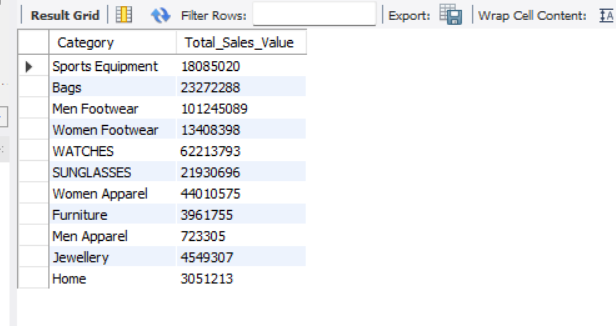 Result Grid Filter Rows: Export: Wrap Cell Content:
Category Total_Sales_Value
Sports Equipment 18085020
Bags 23272288
Men Footwear 101245089
Women Footwear 13408398
WATCHES 62213793
SUNGLASSES 21930696
Women Apparel 44010575
Furniture 3961755
Men Apparel 723305
Jewellery 4549307
Home 3051213